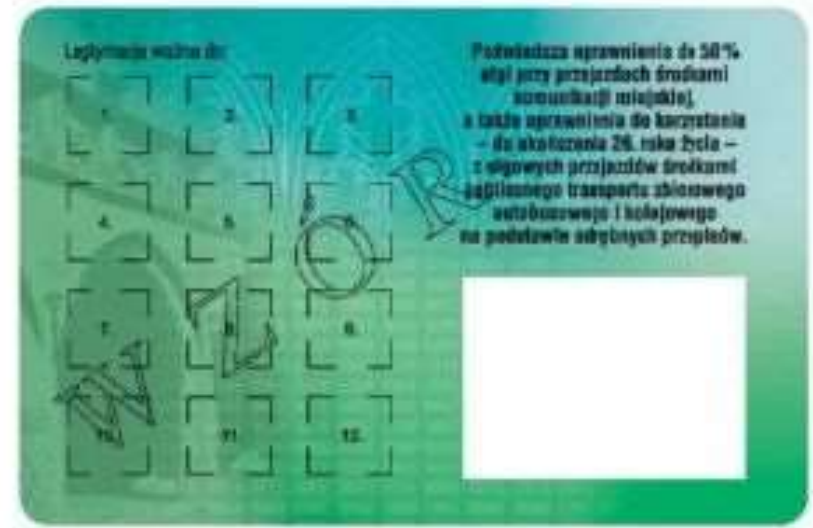 Legitymacja ważna do:
1. 2. 3.
4. 5. 6.
7. 8. 9.
10. 11. 12.
Poświadcza uprawnienia do 50%
ulgi przy przejazdach środkami
komunikacji miejskiej,
a także uprawnienia do korzystania
– do ukończenia 26. roku życia –
z ulgowych przejazdów środkami
publicznego transportu zbiorowego
autobusowego i kolejowego
na podstawie odrębnych przepisów.
WZÓR